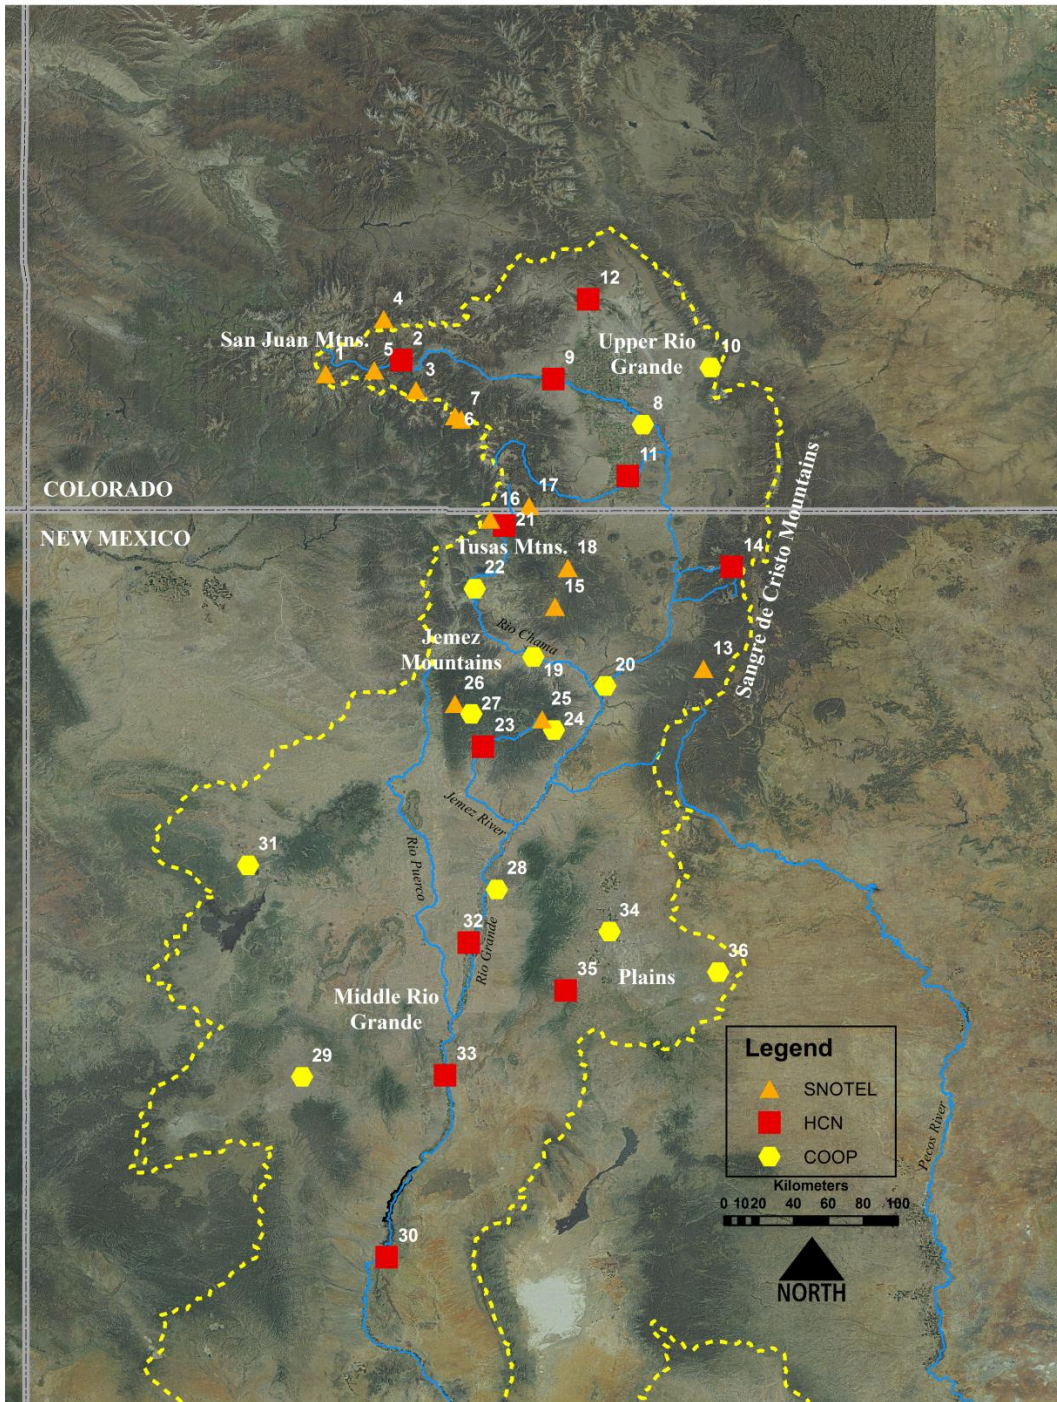 12
4
San Juan Mtns.
1
5
2
3
Upper Rio
Grande
10
9
7
6
8
11
COLORADO
NEW MEXICO
16
17
21
Tusas Mtns.
18
14
22
15
Sangre de Cristo Mountains
Rio Chama
Jemez
Mountains
19
13
20
26
27
25
24
23
Jemez River
Rio Puerco
31
28
34
32
Rio Grande
35
Plains
36
Middle Rio
Grande
29
33
Legend
SNOTEL
HCN
COOP
Kilometers
0 10 20 40 60 80 100
Pecos River
30
NORTH